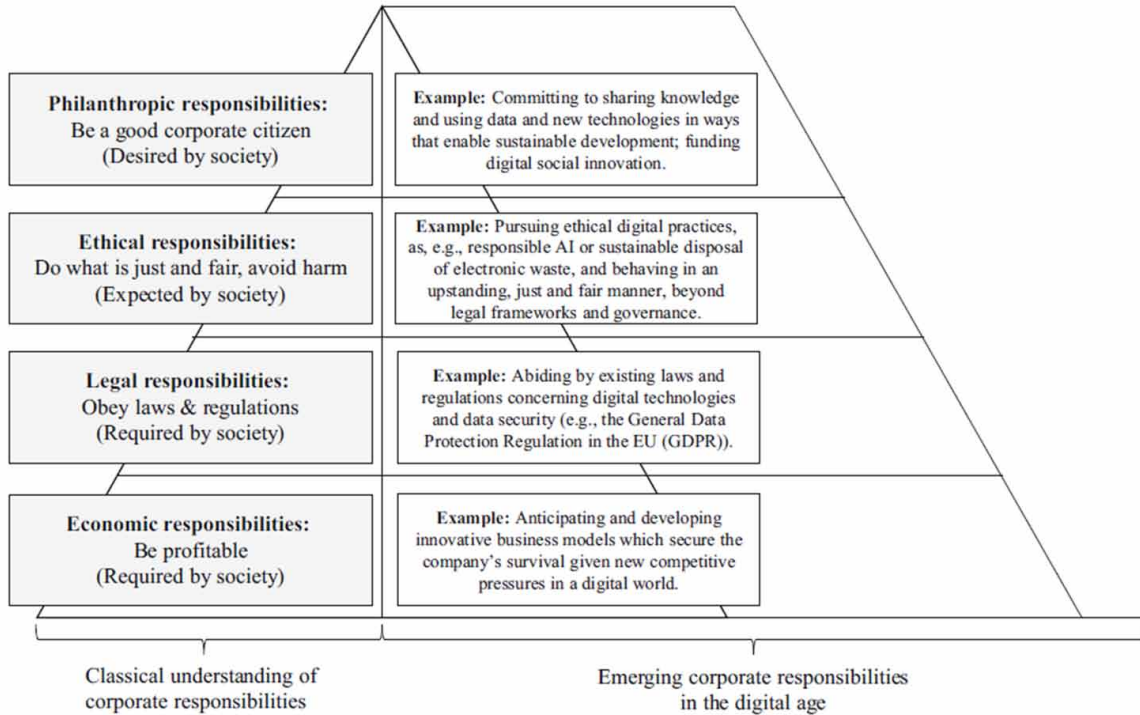 Philanthropic responsibilities:
Be a good corporate citizen
(Desired by society)
Example: Committing to sharing knowledge
and using data and new technologies in ways
that enable sustainable development; funding
digital social innovation.
Ethical responsibilities:
Do what is just and fair, avoid harm
(Expected by society)
Example: Pursuing ethical digital practices,
as, e.g., responsible AI or sustainable disposal
of electronic waste, and behaving in an
upstanding, just and fair manner, beyond
legal frameworks and governance.
Legal responsibilities:
Obey laws & regulations
(Required by society)
Example: Abiding by existing laws and
regulations concerning digital technologies
and data security (e.g., the General Data
Protection Regulation in the EU (GDPR)).
Economic responsibilities:
Be profitable
(Required by society)
Example: Anticipating and developing
innovative business models which secure the
company’s survival given new competitive
pressures in a digital world.
Classical understanding of
corporate responsibilities
Emerging corporate responsibilities
in the digital age